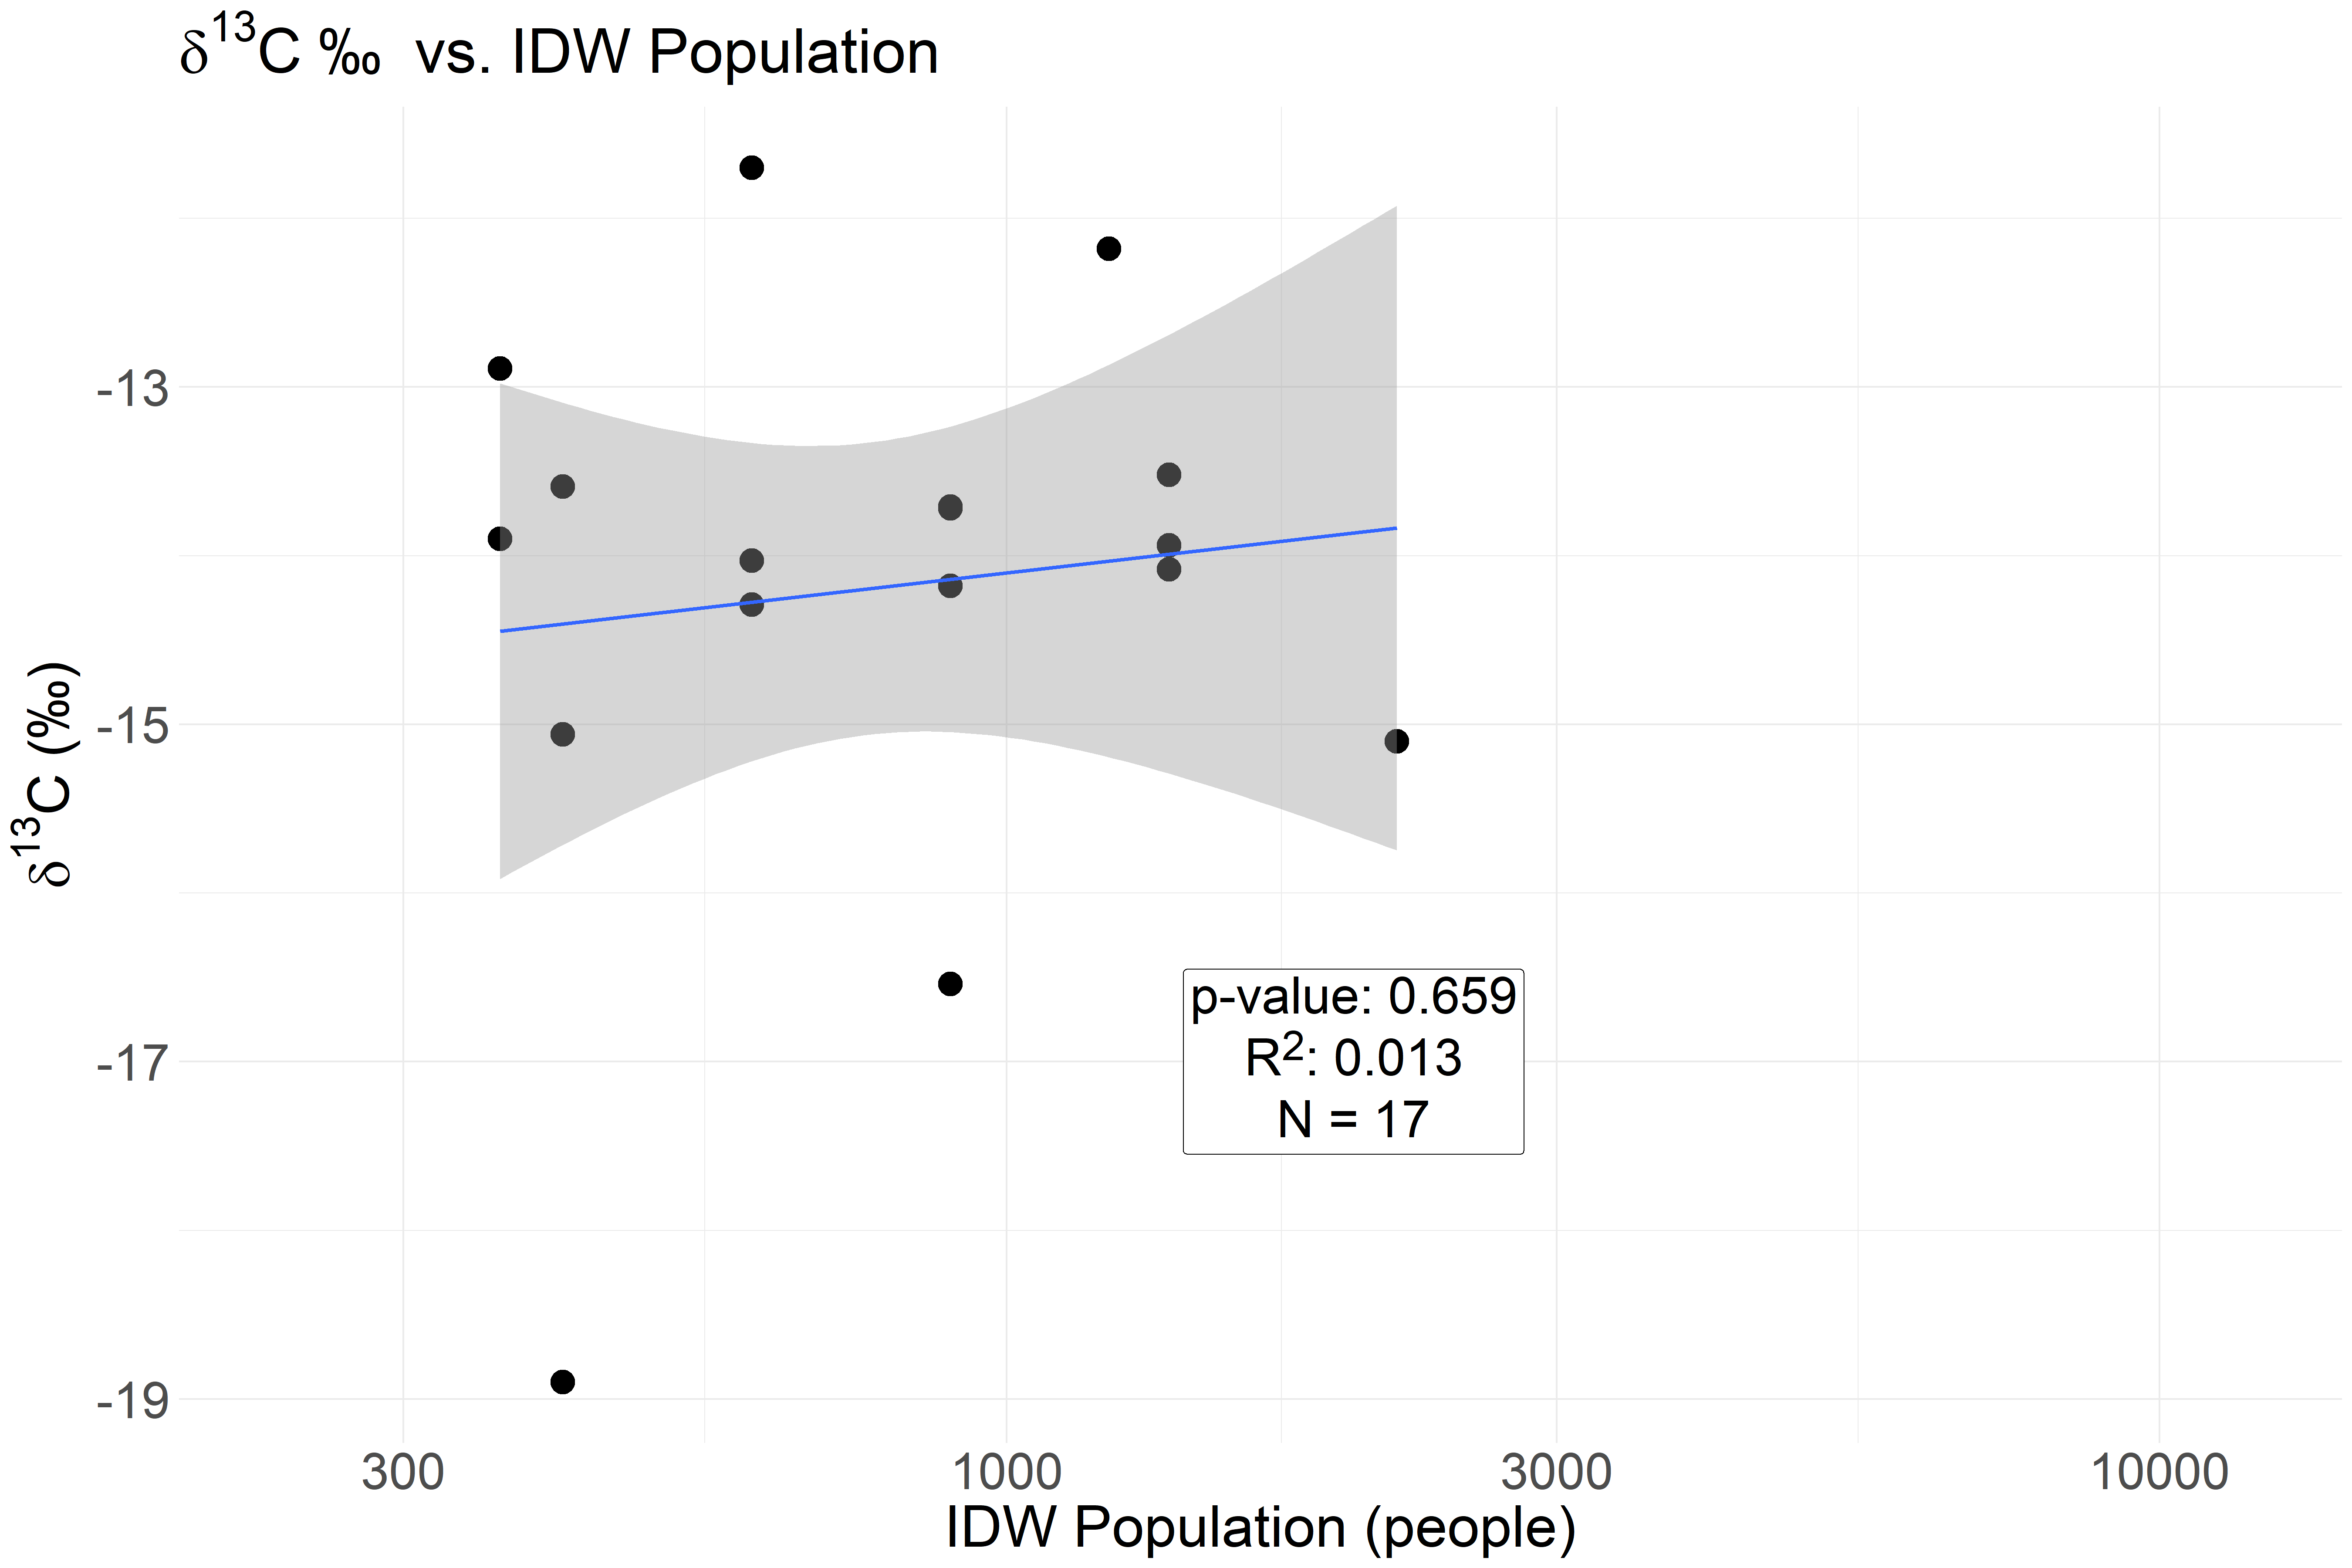 δ¹³C ‰ vs. IDW Population
-13
-15
-17
-19
δ¹³C (‰)
p-value: 0.659
R²: 0.013
N = 17
300 1000 3000 10000
IDW Population (people)